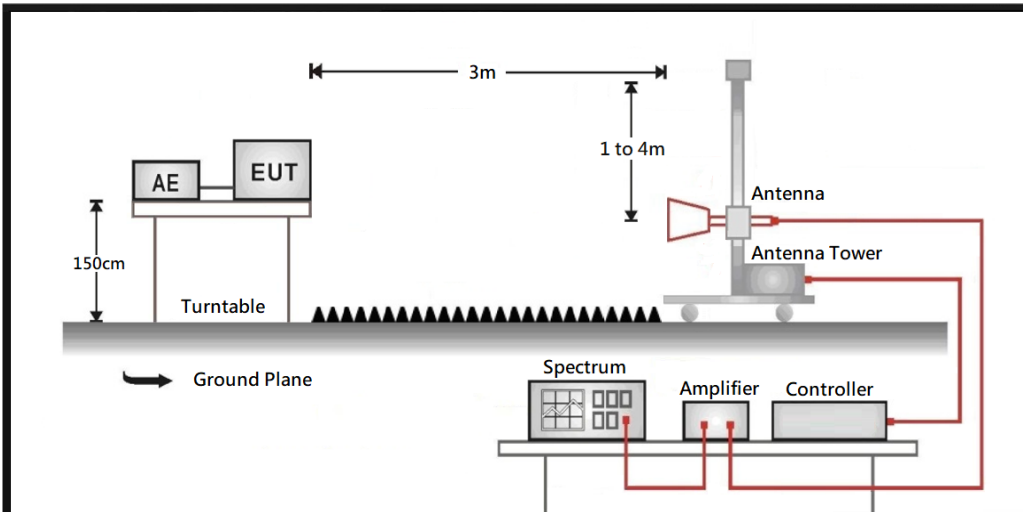 3m
1 to 4m
AE
EUT
Antenna
150cm
Antenna Tower
Turntable
Ground Plane
Spectrum
Amplifier
Controller